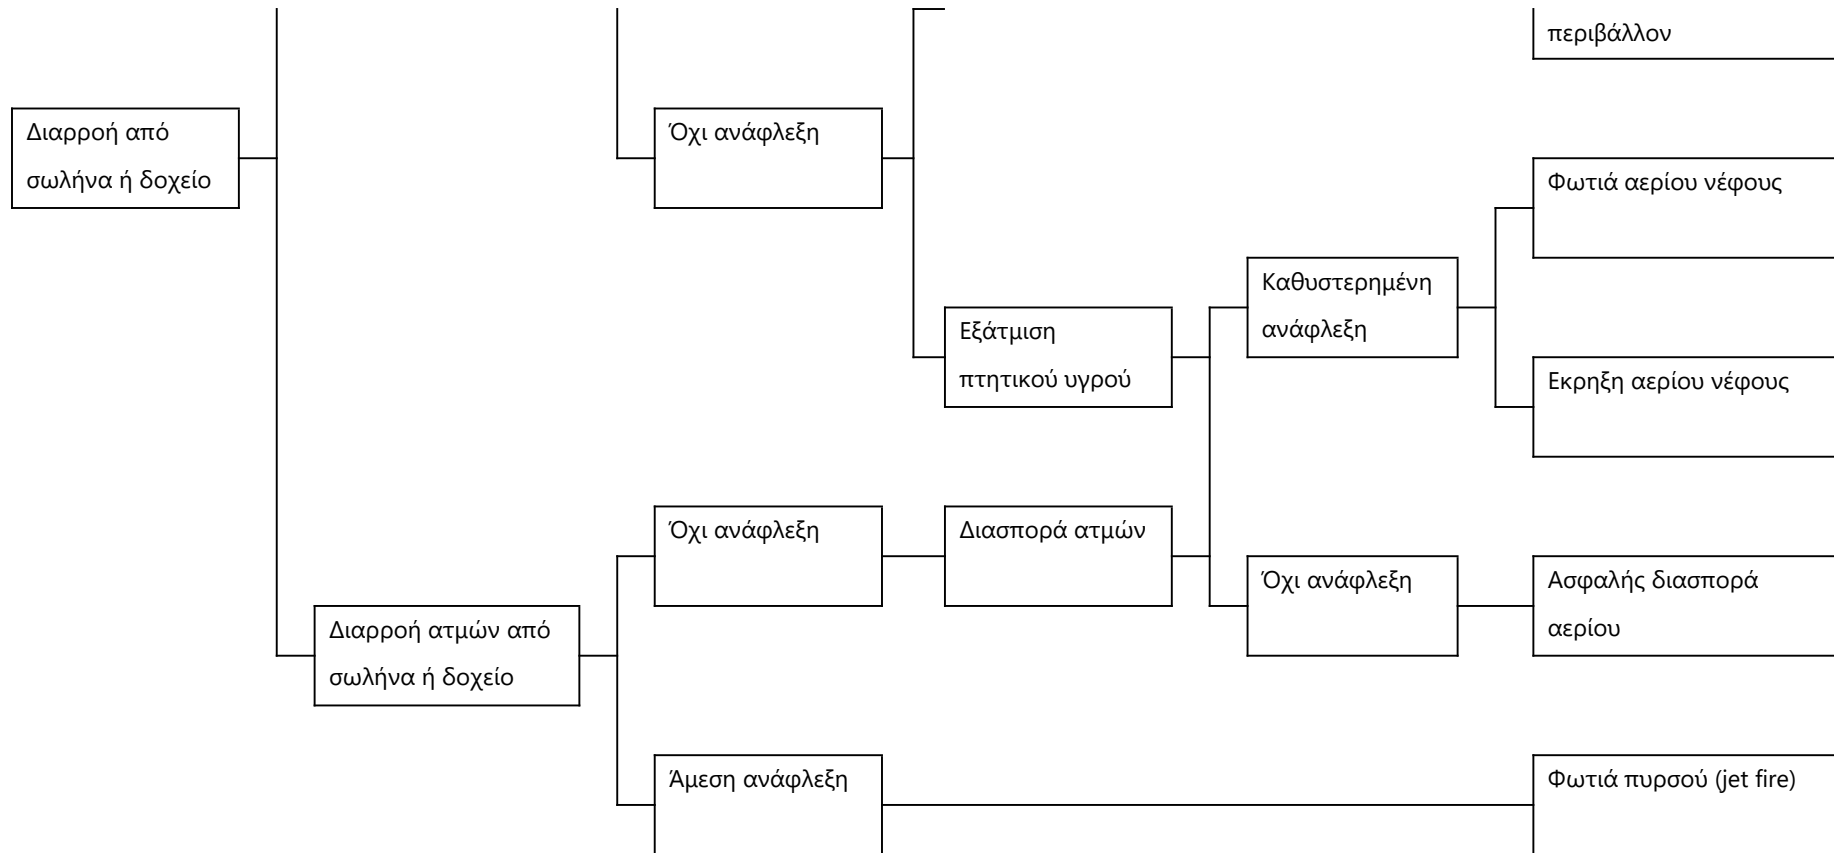 περιβάλλον
Διαρροή από
σωλήνα ή δοχείο
Όχι ανάφλεξη
Φωτιά αερίου νέφους
Καθυστερημένη
ανάφλεξη
Εξάτμιση
πτητικού υγρού
Εκρηξη αερίου νέφους
Όχι ανάφλεξη
Διασπορά ατμών
Όχι ανάφλεξη
Ασφαλής διασπορά
αερίου
Διαρροή ατμών από
σωλήνα ή δοχείο
Άμεση ανάφλεξη
Φωτιά πυρσού (jet fire)